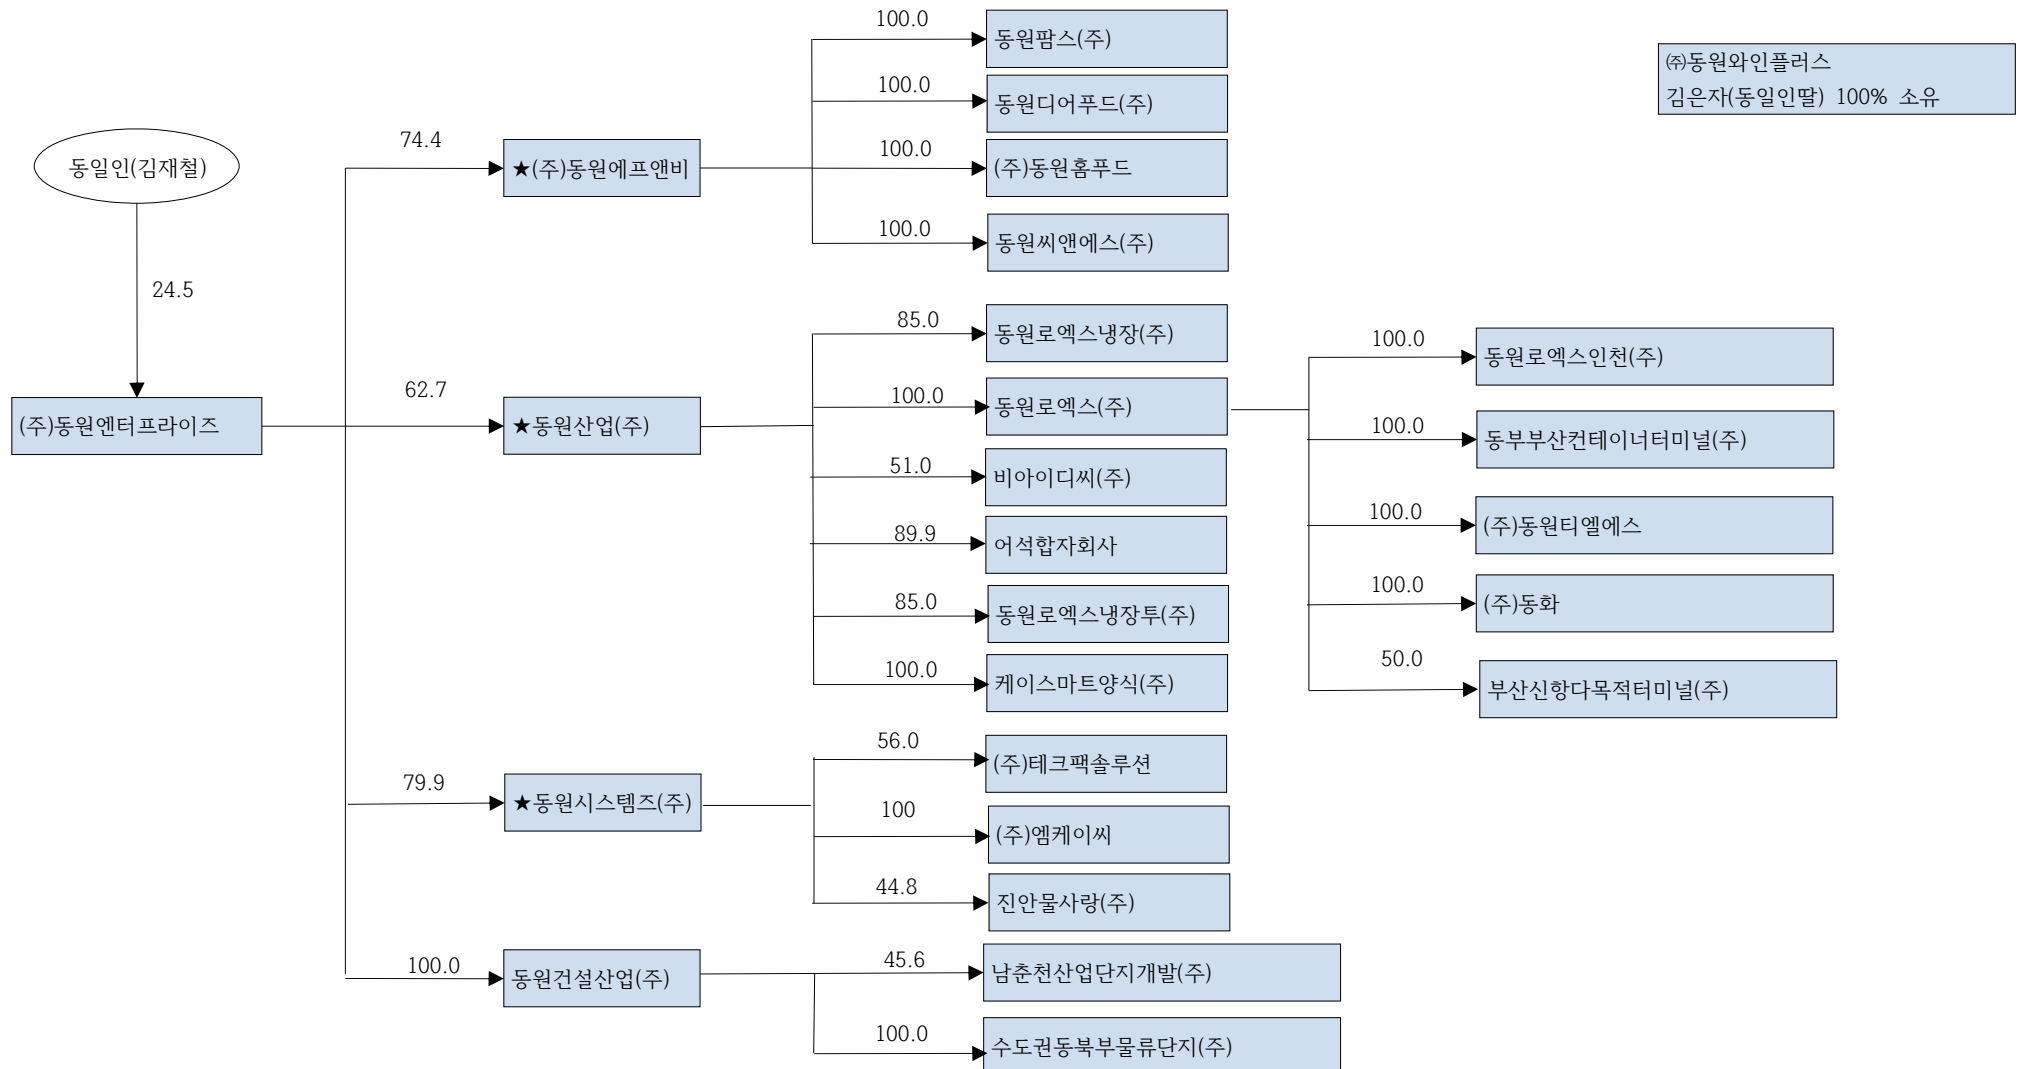 동일인(김재철)
24.5
(주)동원엔터프라이즈
74.4
★(주)동원에프앤비
100.0
동원팜스(주)
100.0
동원디어푸드(주)
100.0
(주)동원홈푸드
100.0
동원씨앤에스(주)
62.7
★동원산업(주)
85.0
동원로엑스냉장(주)
100.0
동원로엑스(주)
100.0
동원로엑스인천(주)
100.0
동부부산컨테이너터미널(주)
100.0
(주)동원티엘에스
100.0
(주)동화
50.0
부산신항다목적터미널(주)
51.0
비아이디씨(주)
89.9
어석합자회사
85.0
동원로엑스냉장투(주)
100.0
케이스마트양식(주)
79.9
★동원시스템즈(주)
56.0
(주)테크팩솔루션
100
(주)엠케이씨
44.8
진안물사랑(주)
100.0
동원건설산업(주)
45.6
남춘천산업단지개발(주)
100.0
수도권동북부물류단지(주)
㈜동원와인플러스
김은자(동일인딸) 100% 소유